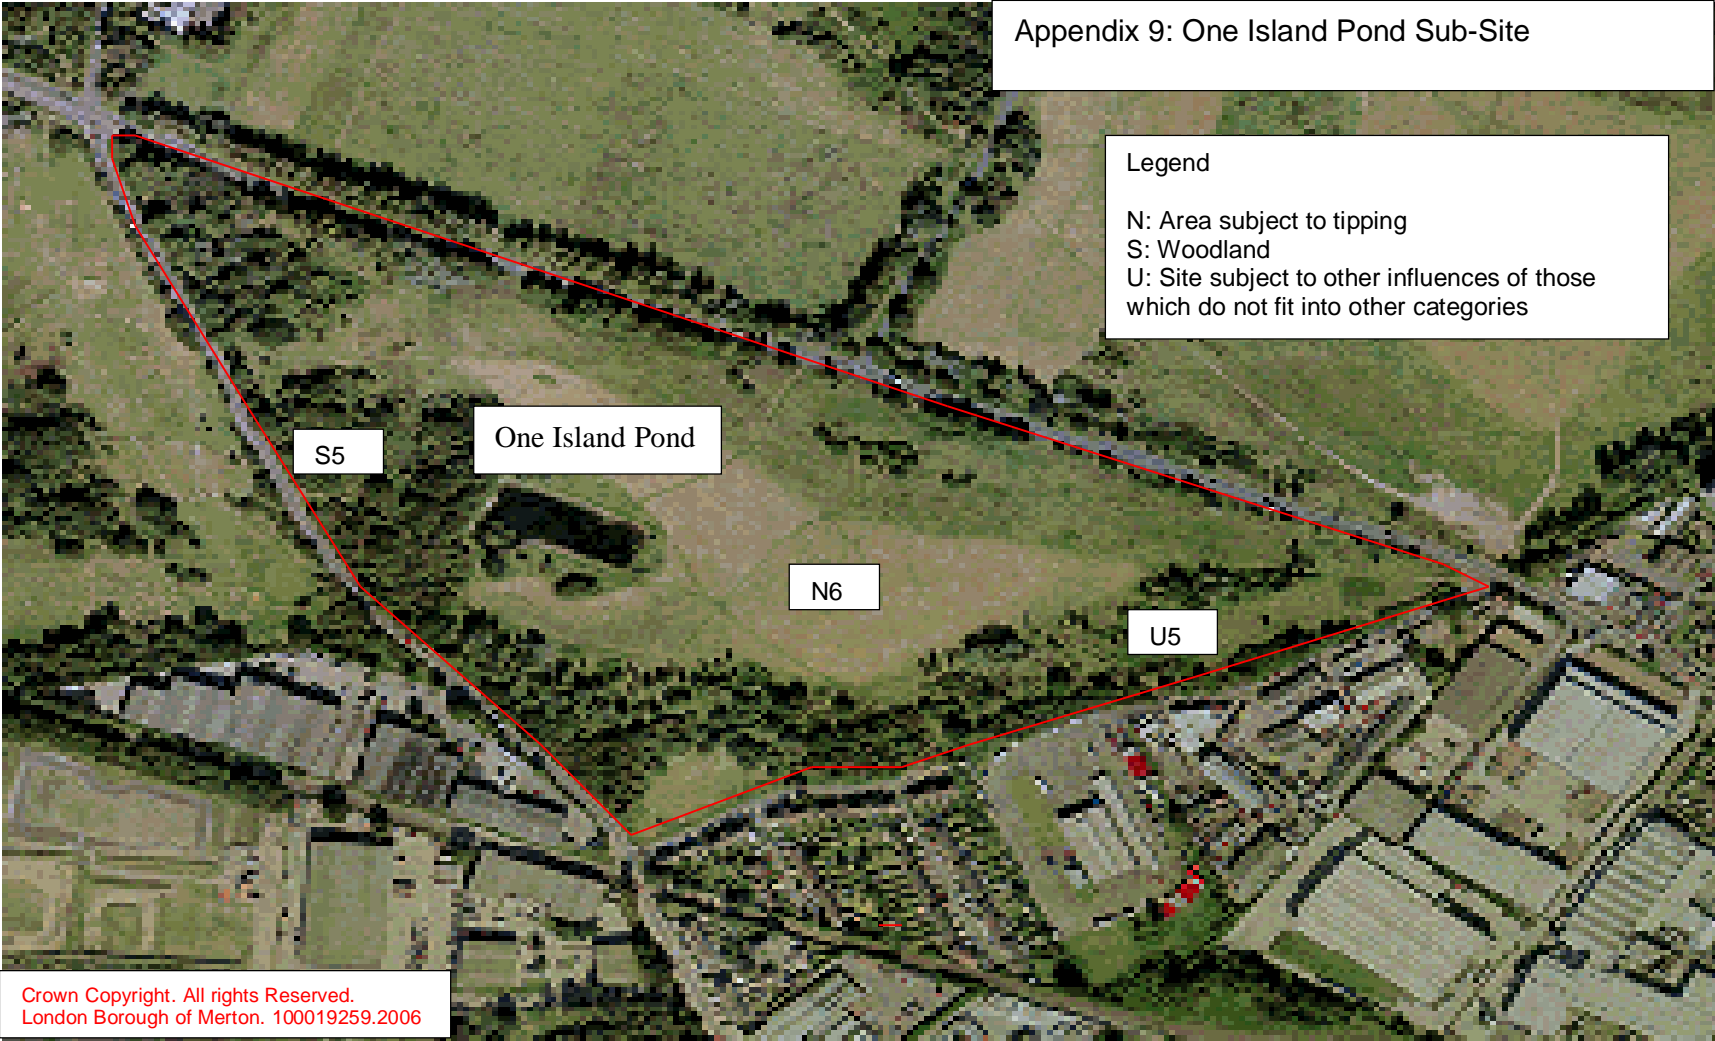 Appendix 9: One Island Pond Sub-Site
Legend
N: Area subject to tipping
S: Woodland
U: Site subject to other influences of those
which do not fit into other categories
S5
One Island Pond
N6
U5
Crown Copyright. All rights Reserved.
London Borough of Merton. 100019259.2006